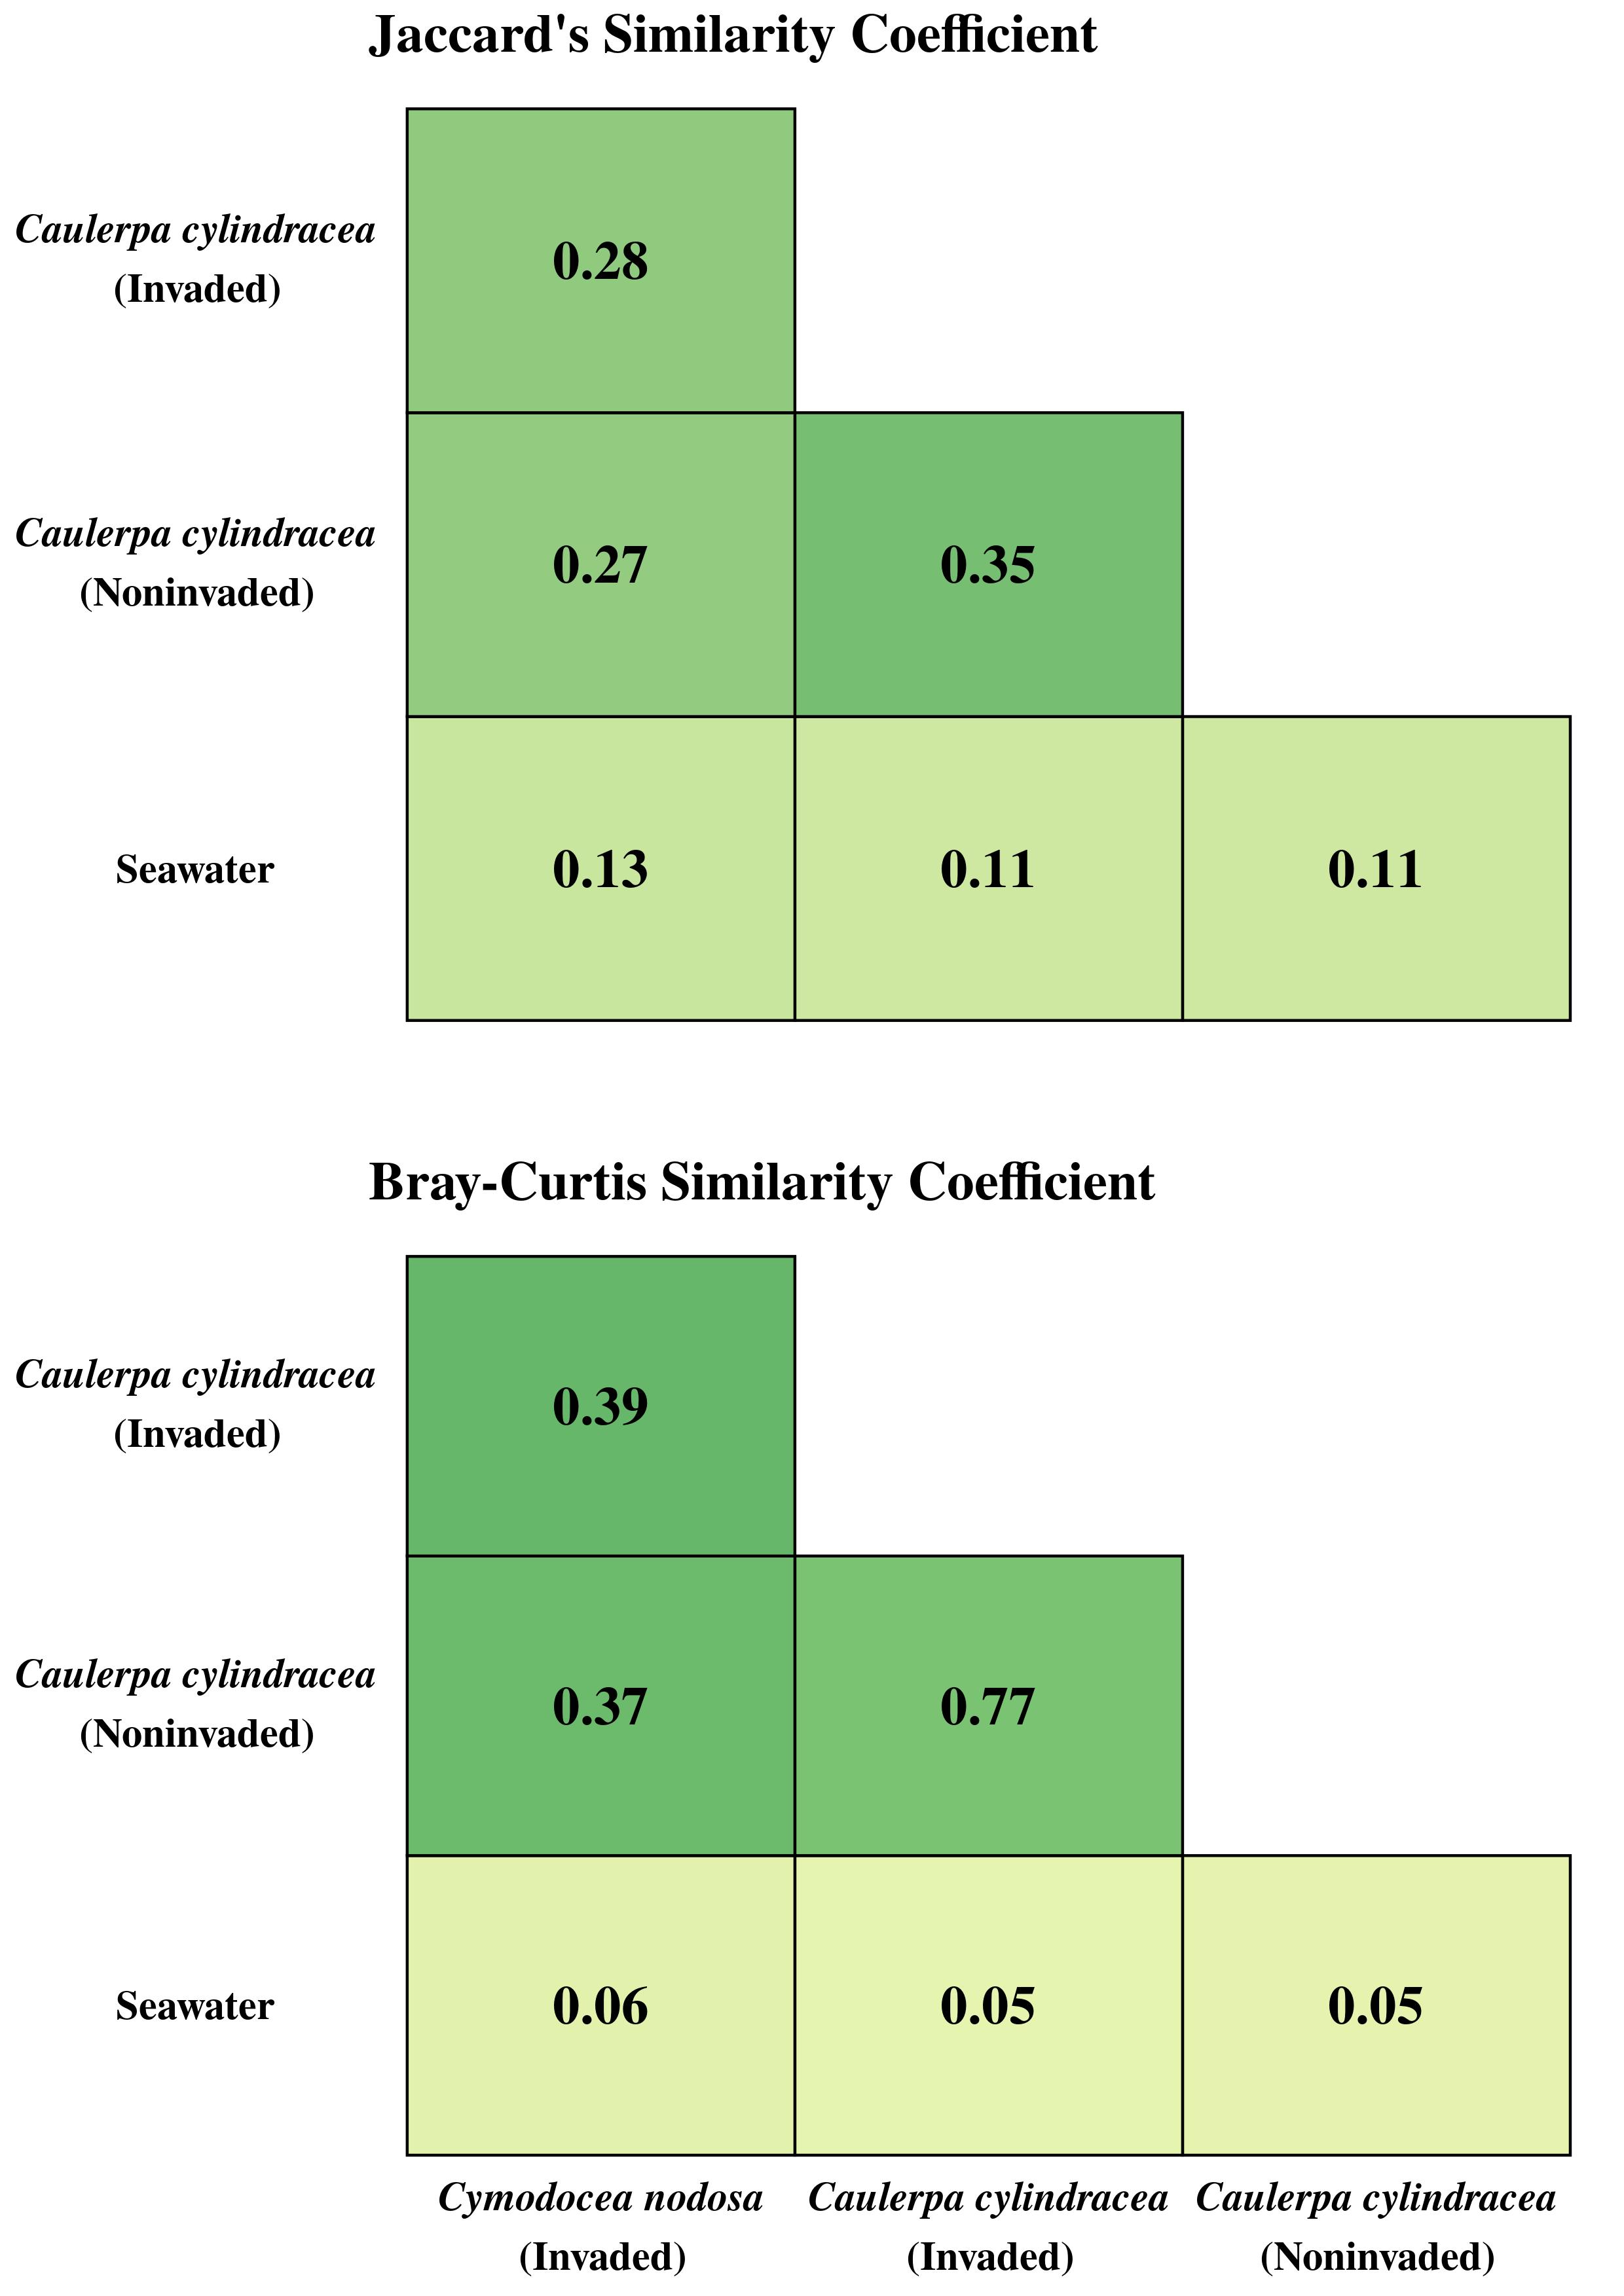 Jaccard's Similarity Coefficient
Caulerpa cylindracea
(Invaded)
0.28
Caulerpa cylindracea
(Noninvaded)
0.27 0.35
Seawater 0.13 0.11 0.11
Bray-Curtis Similarity Coefficient
Caulerpa cylindracea
(Invaded)
0.39
Caulerpa cylindracea
(Noninvaded)
0.37 0.77
Seawater 0.06 0.05 0.05
Cymodocea nodosa Caulerpa cylindracea Caulerpa cylindracea
(Invaded) (Invaded) (Noninvaded)